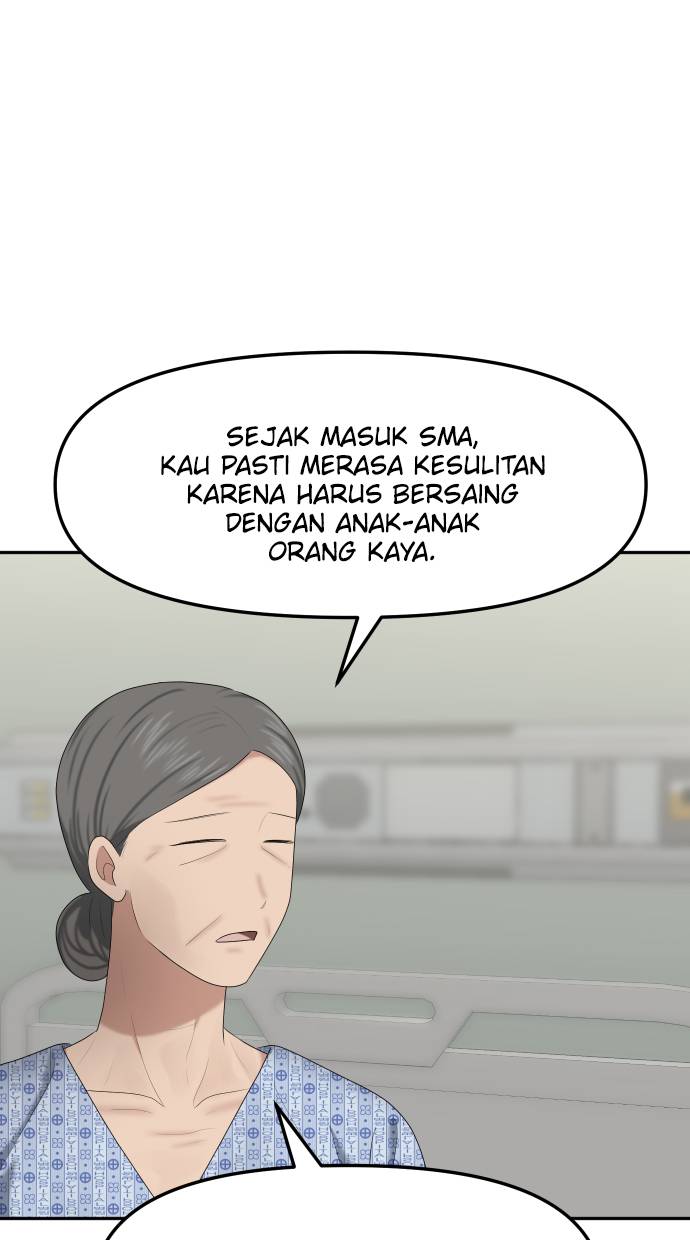 SEJAK MASUK SMA,
KAU PASTI MERASA KESULITAN
KARENA HARUS BERSAING
DENGAN ANAK-ANAK
ORANG KAYA.